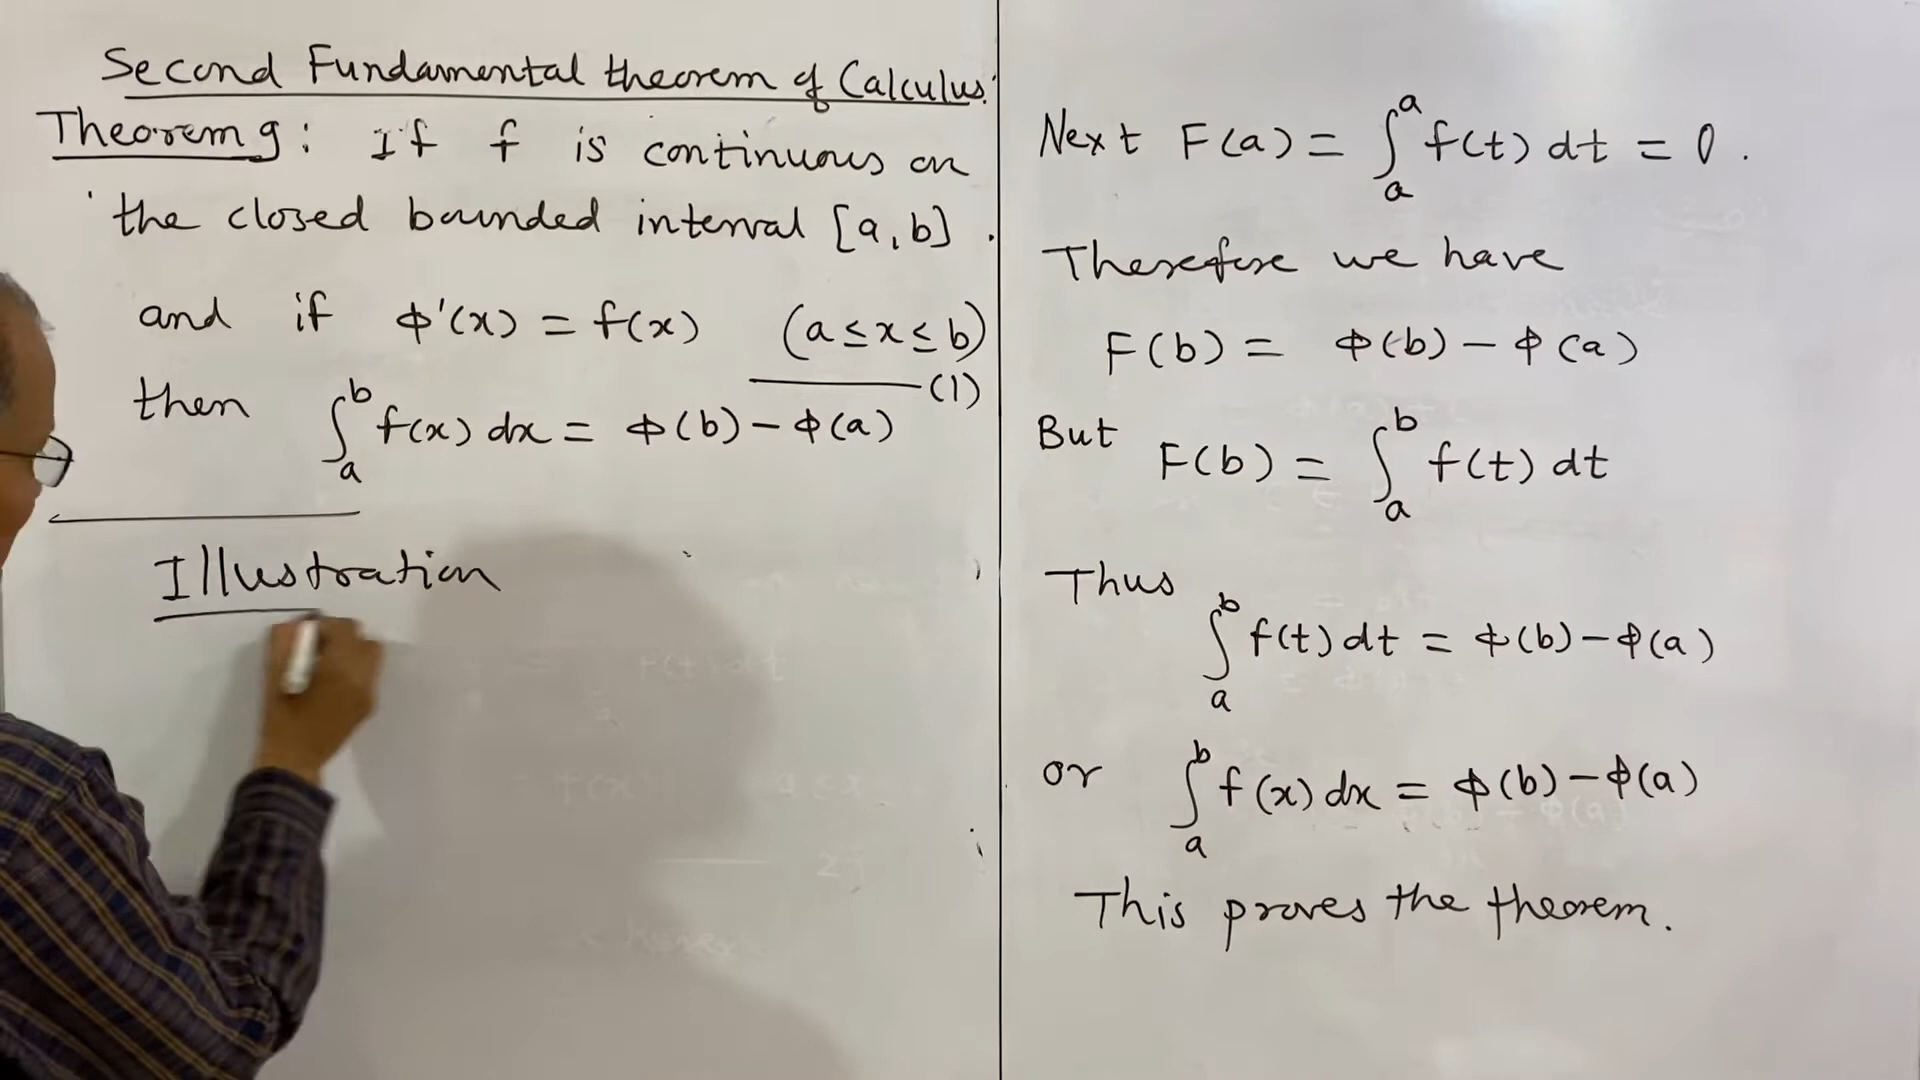 Second Fundamental theorem of Calculus.
Theorem 9: If f is continuous on
the closed bounded interval [a, b].
and if φ'(x) = f(x) (a ≤ x ≤ b)
——— (1)
then ∫_a^b f(x) dx = φ(b) − φ(a)
Illustration
Next F(a) = ∫_a^a f(t) dt = 0.
Therefore we have
F(b) = φ(b) − φ(a)
But F(b) = ∫_a^b f(t) dt
Thus
∫_a^b f(t) dt = φ(b) − φ(a)
or ∫_a^b f(x) dx = φ(b) − φ(a)
This proves the theorem.